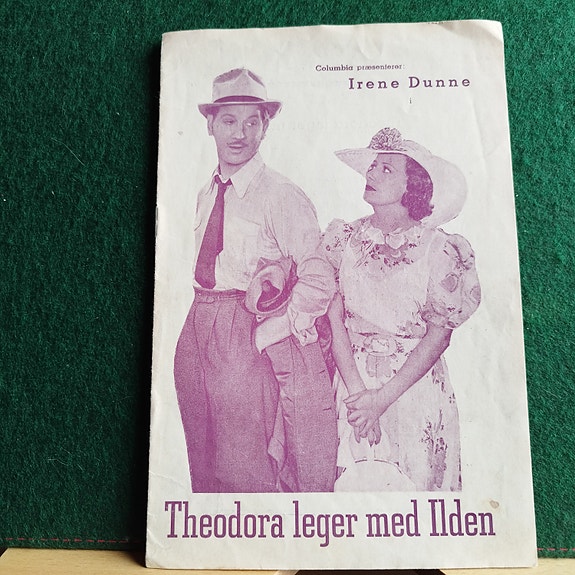 Columbia præsenterer:
Irene Dunne
i
Theodora leger med Ilden